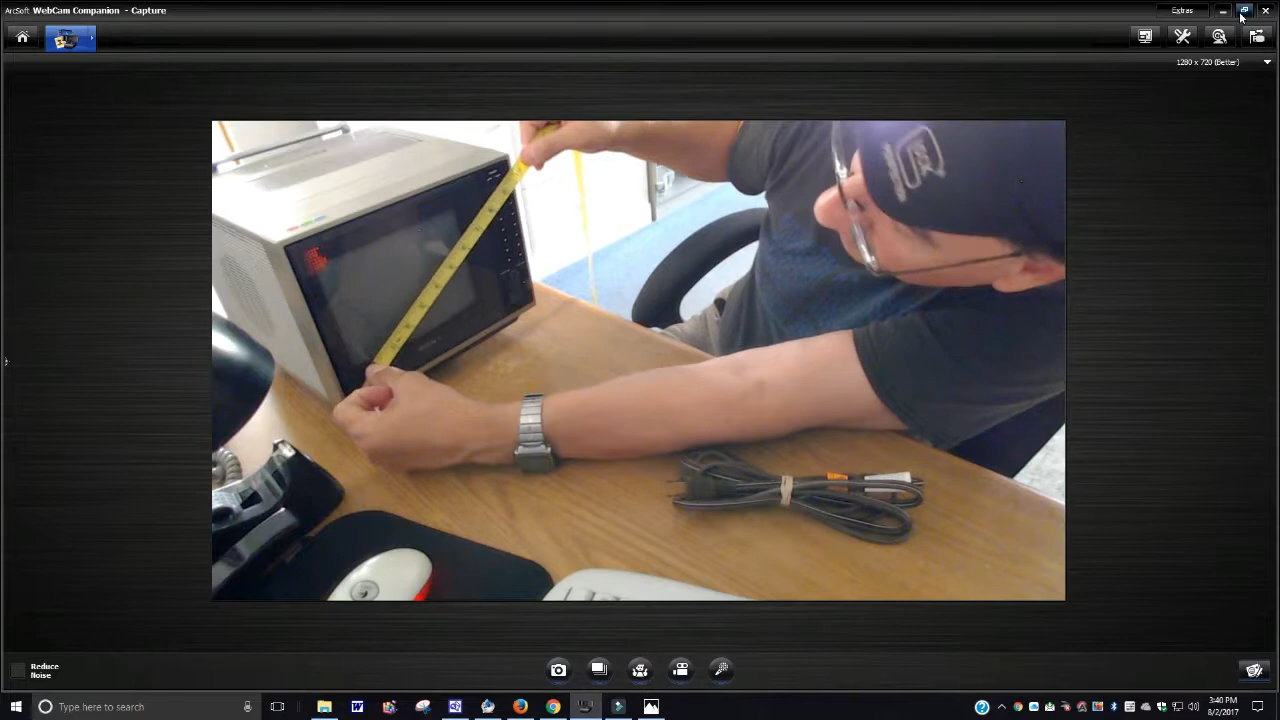 ArcSoft WebCam Companion - Capture
Extras
1280 x 720 (Better)
Reduce
Noise
Type here to search
3:40 PM
8/2/2017